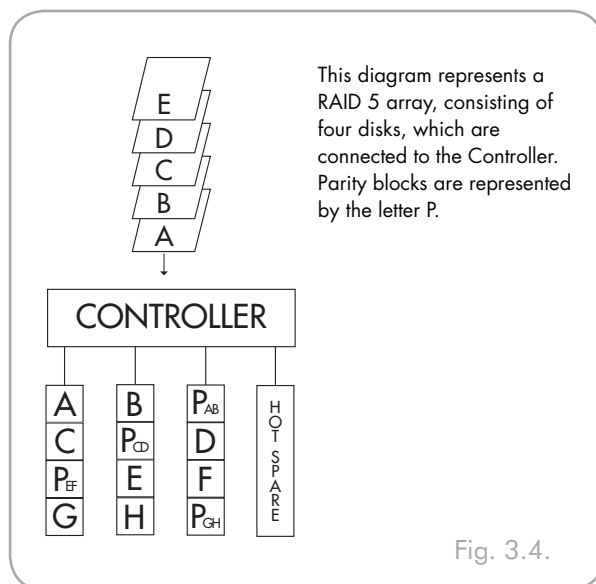 This diagram represents a
RAID 5 array, consisting of
four disks, which are
connected to the Controller.
Parity blocks are represented
by the letter P.
E
D
C
B
A
CONTROLLER
A B PAB
C PCD D
PEF E F
G H PGH
HOT SPARE
Fig. 3.4.